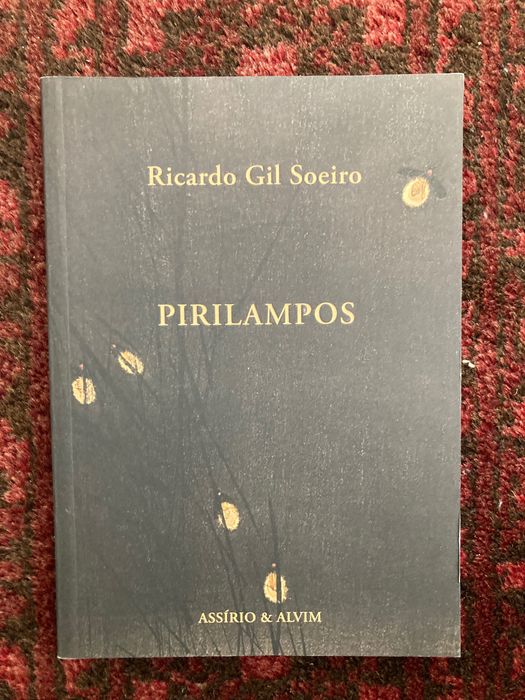 Ricardo Gil Soeiro
PIRILAMPOS
ASSÍRIO & ALVIM